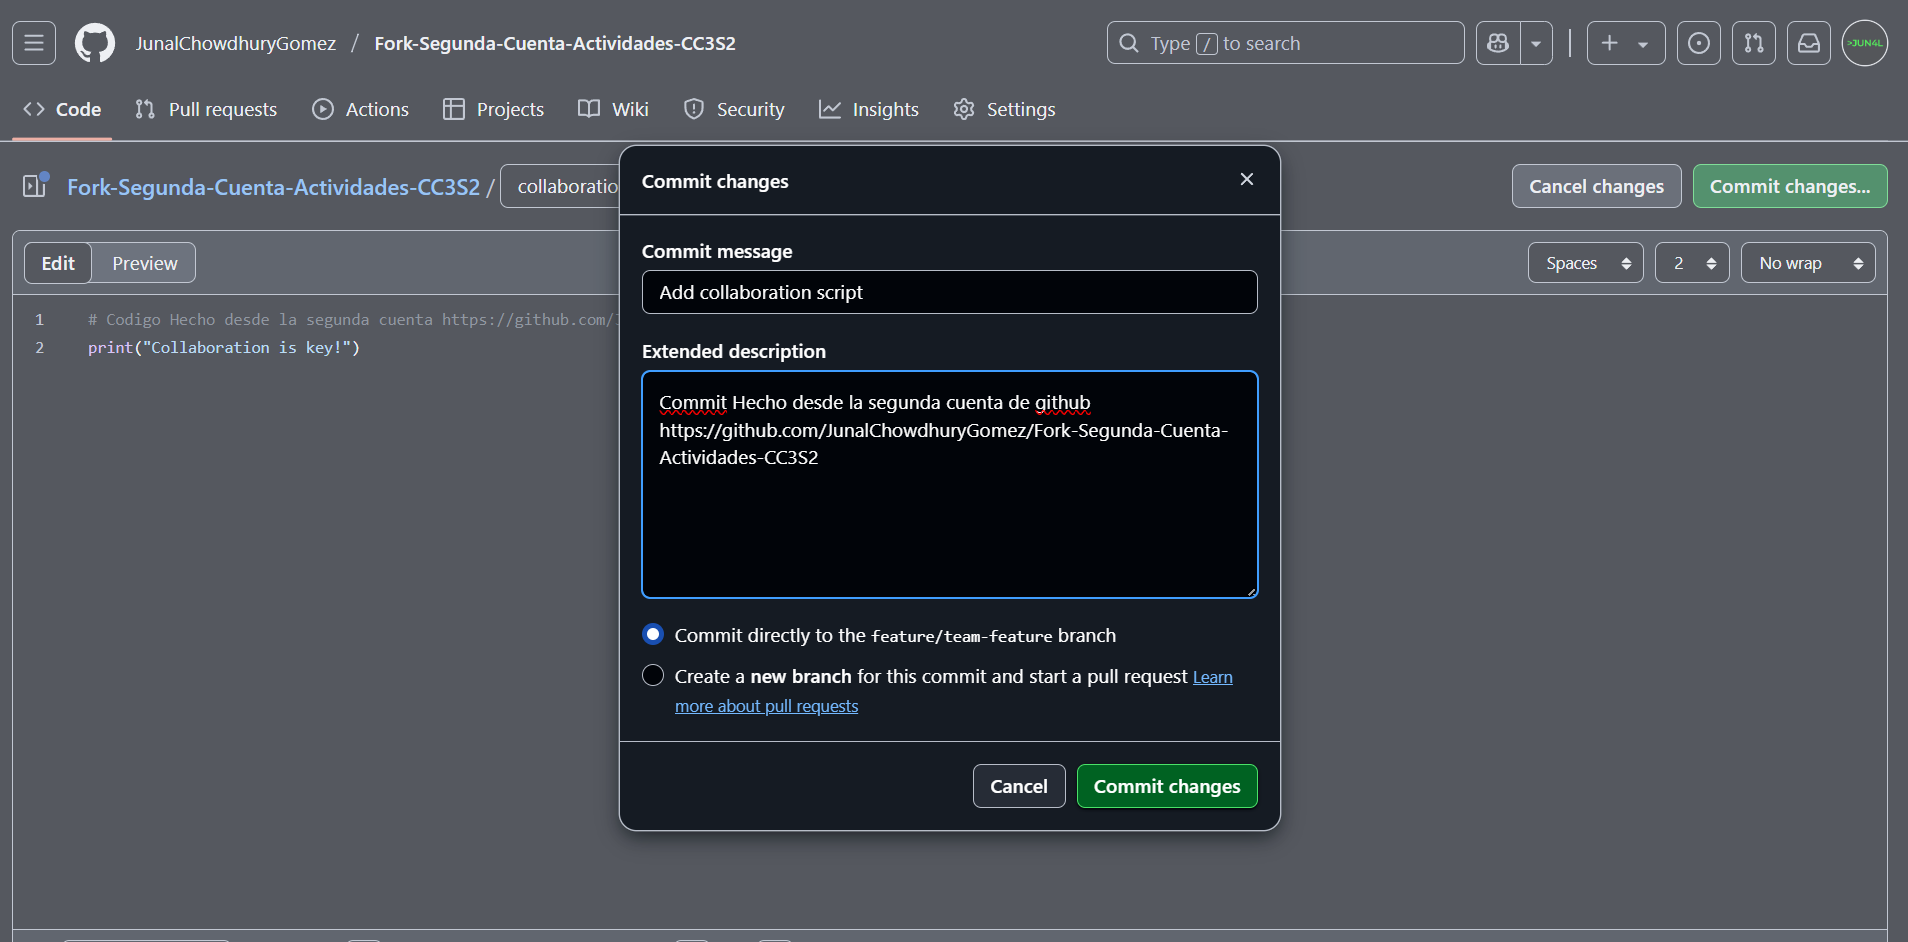 JunalChowdhuryGomez / Fork-Segunda-Cuenta-Actividades-CC3S2
Type / to search
>JUN4L
Code Pull requests Actions Projects Wiki Security Insights Settings
Fork-Segunda-Cuenta-Actividades-CC3S2 / collaboratio
Cancel changes Commit changes...
Edit Preview
Spaces 2 No wrap
1 # Codigo Hecho desde la segunda cuenta https://github.com/
2 print("Collaboration is key!")
Commit changes
Commit message
Add collaboration script
Extended description
Commit Hecho desde la segunda cuenta de github
https://github.com/JunalChowdhuryGomez/Fork-Segunda-Cuenta-
Actividades-CC3S2
Commit directly to the feature/team-feature branch
Create a new branch for this commit and start a pull request Learn
more about pull requests
Cancel Commit changes